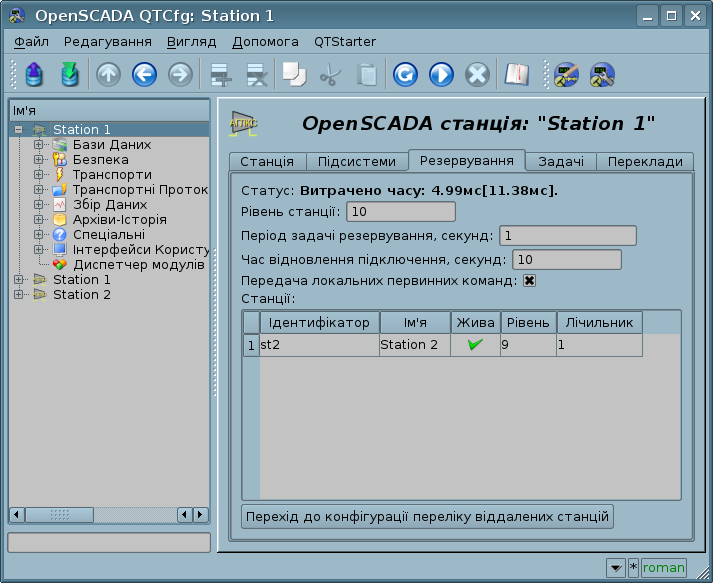 OpenSCADA QTCfg: Station 1
Файл Редагування Вигляд Допомога QTStarter
Ім'я
Station 1
Бази Даних
Безпека
Транспорти
Транспортні Проток
Збір Даних
Архіви-Історія
Спеціальні
Інтерфейси Користу
Диспетчер модулів
Station 1
Station 2
АГЛКС
OpenSCADA станція: "Station 1"
Станція Підсистеми Резервування Задачі Переклади
Статус: Витрачено часу: 4.99мс[11.38мс].
Рівень станції: 10
Період задачі резервування, секунд: 1
Час відновлення підключення, секунд: 10
Передача локальних первинних команд:
Станції:
Ідентифікатор Ім'я Жива Рівень Лічильник
1 st2 Station 2 9 1
Перехід до конфігурації переліку віддалених станцій
* roman